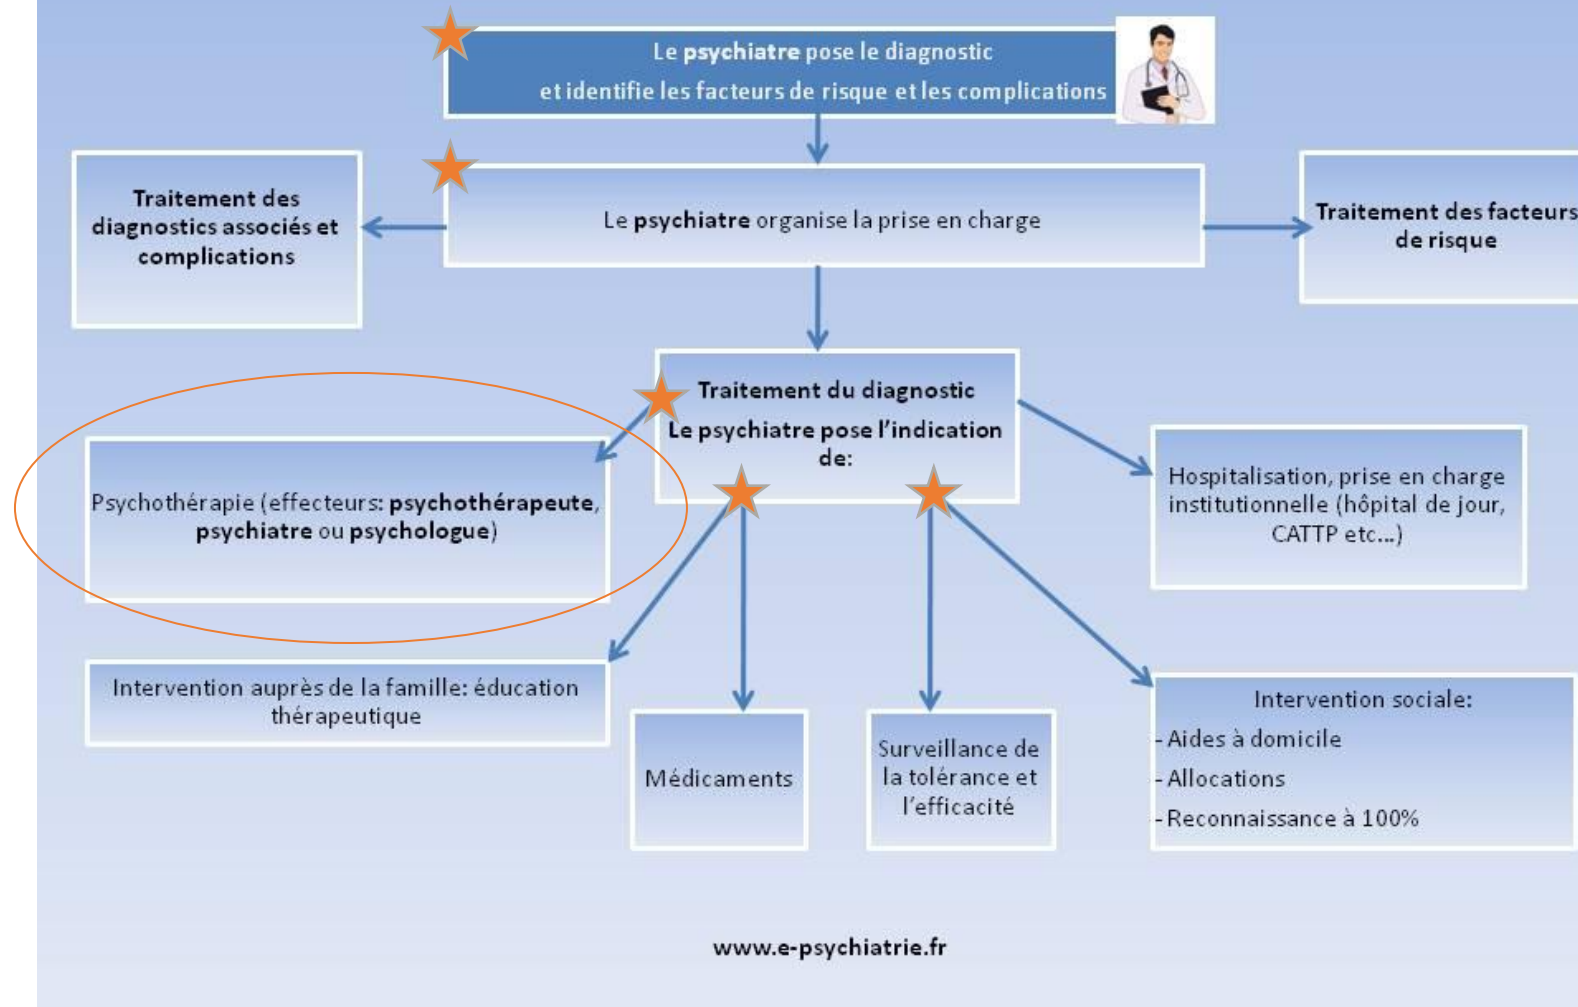 Le psychiatre pose le diagnostic
et identifie les facteurs de risque et les complications
Traitement des
diagnostics associés et
complications
Le psychiatre organise la prise en charge
Traitement des facteurs
de risque
Traitement du diagnostic
Le psychiatre pose l'indication
de:
Psychothérapie (effecteurs: psychothérapeute,
psychiatre ou psychologue)
Hospitalisation, prise en charge
institutionnelle (hôpital de jour,
CATTP etc...)
Intervention auprès de la famille: éducation
thérapeutique
Médicaments
Surveillance de
la tolérance et
l'efficacité
Intervention sociale:
- Aides à domicile
- Allocations
- Reconnaissance à 100%
www.e-psychiatrie.fr